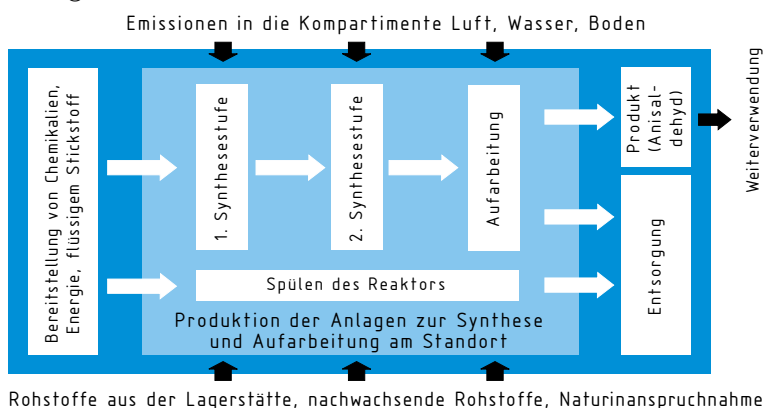 Emissionen in die Kompartimente Luft, Wasser, Boden
Bereitstellung von Chemikalien,
Energie, flüssigem Stickstoff
1. Synthesestufe
2. Synthesestufe
Aufarbeitung
Produkt
(Anisal-
dehyd)
Weiterverwendung
Entsorgung
Spülen des Reaktors
Produktion der Anlagen zur Synthese
und Aufarbeitung am Standort
Rohstoffe aus der Lagerstätte, nachwachsende Rohstoffe, Naturinanspruchnahme